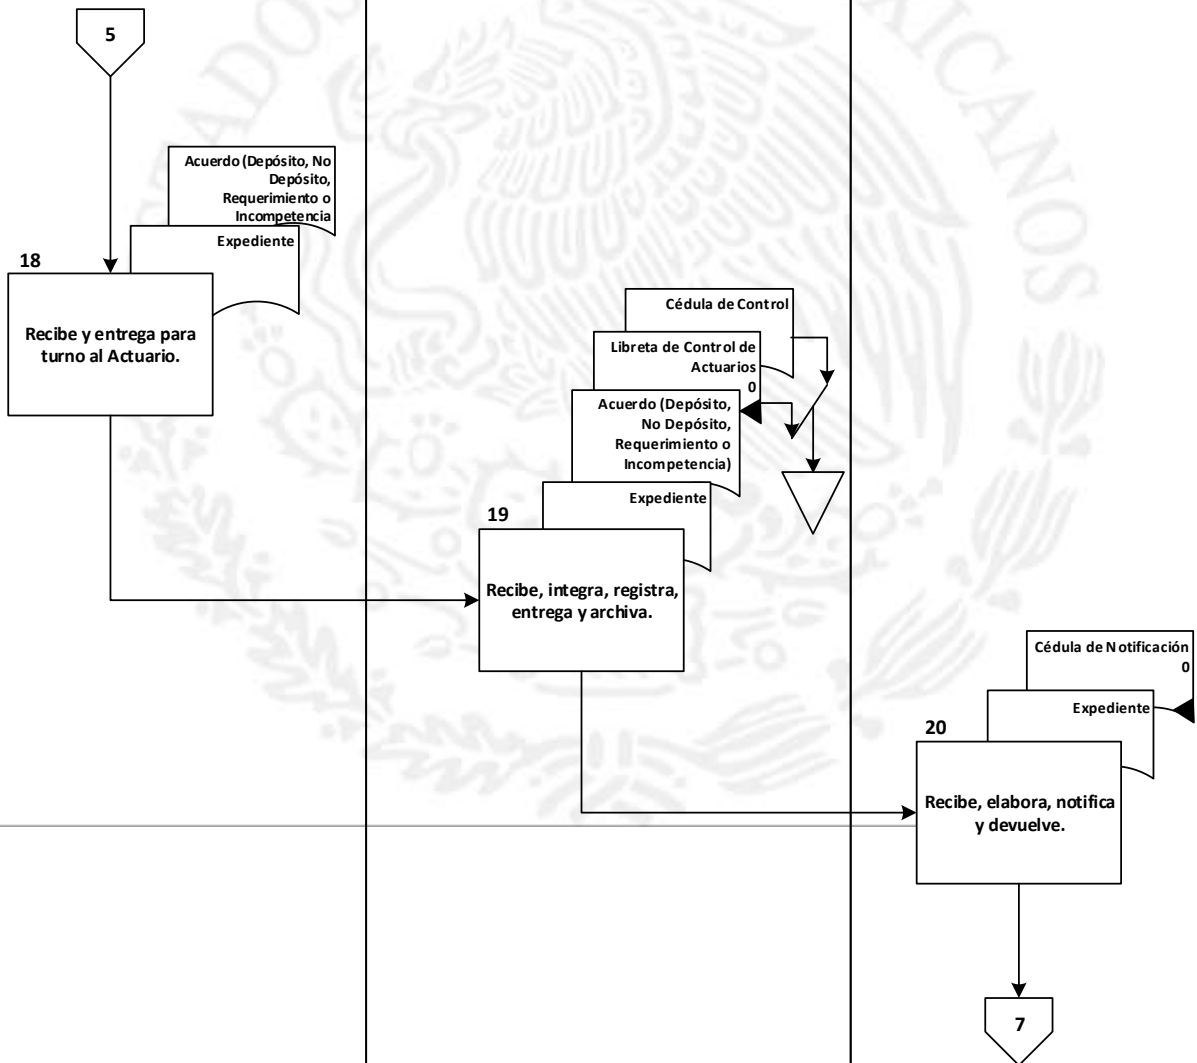 5
Acuerdo (Depósito, No
Depósito,
Requerimiento o
Incompetencia
Expediente
18
Recibe y entrega para
turno al Actuario.
Cédula de Control
Libreta de Control de
Actuarios
0
Acuerdo (Depósito,
No Depósito,
Requerimiento o
Incompetencia)
Expediente
19
Recibe, integra, registra,
entrega y archiva.
Cédula de Notificación
0
Expediente
20
Recibe, elabora, notifica
y devuelve.
7